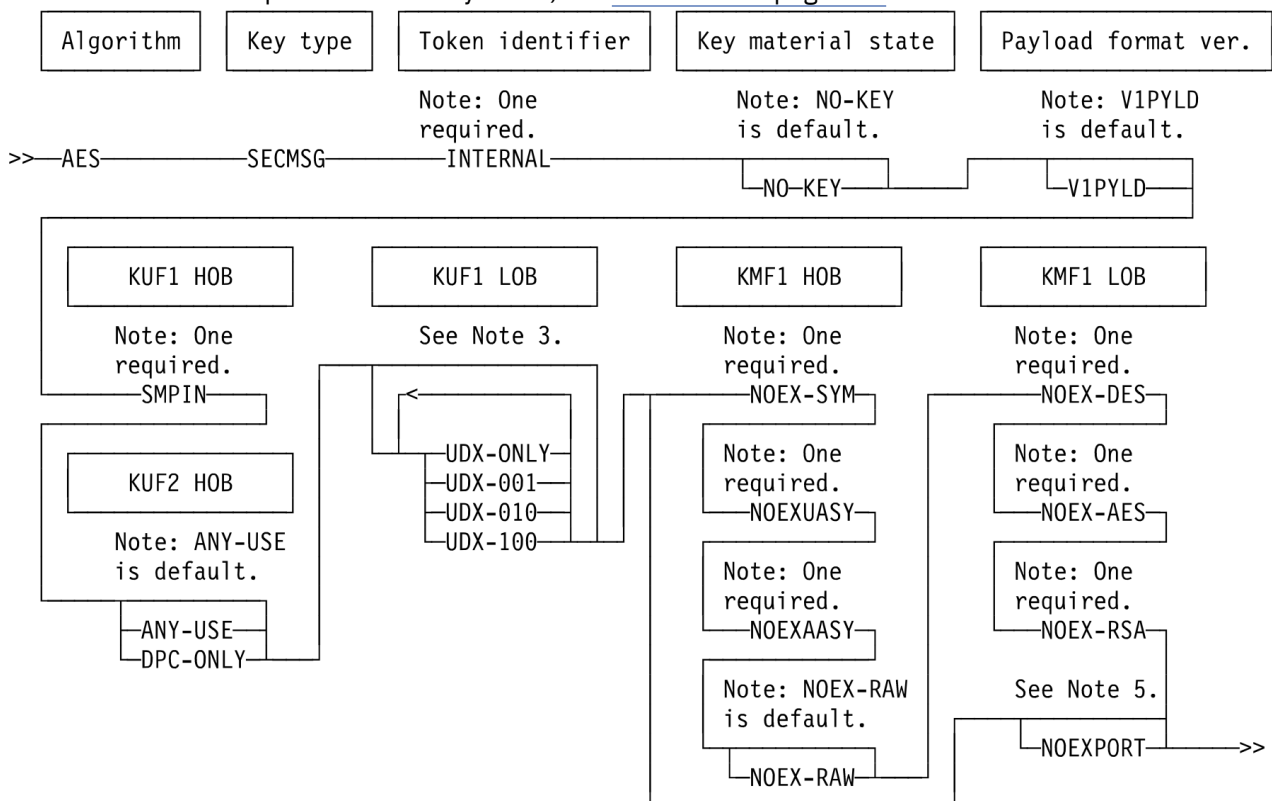 Algorithm Key type Token identifier Key material state Payload format ver.
Note: One Note: NO-KEY Note: V1PYLD
required. is default. is default.
>>—AES SECMSG INTERNAL
NO—KEY V1PYLD
KUF1 HOB KUF1 LOB KMF1 HOB KMF1 LOB
Note: One See Note 3. Note: One Note: One
required. required. required.
SMPIN < NOEX-SYM NOEX-DES
UDX-ONLY Note: One Note: One
KUF2 HOB UDX-001 required. required.
UDX-010 NOEXUASY NOEX-AES
Note: ANY-USE UDX-100
is default. Note: One Note: One
required. required.
ANY-USE NOEXAASY NOEX-RSA
DPC-ONLY
Note: NOEX-RAW See Note 5.
is default.
NOEXPORT >>
NOEX-RAW